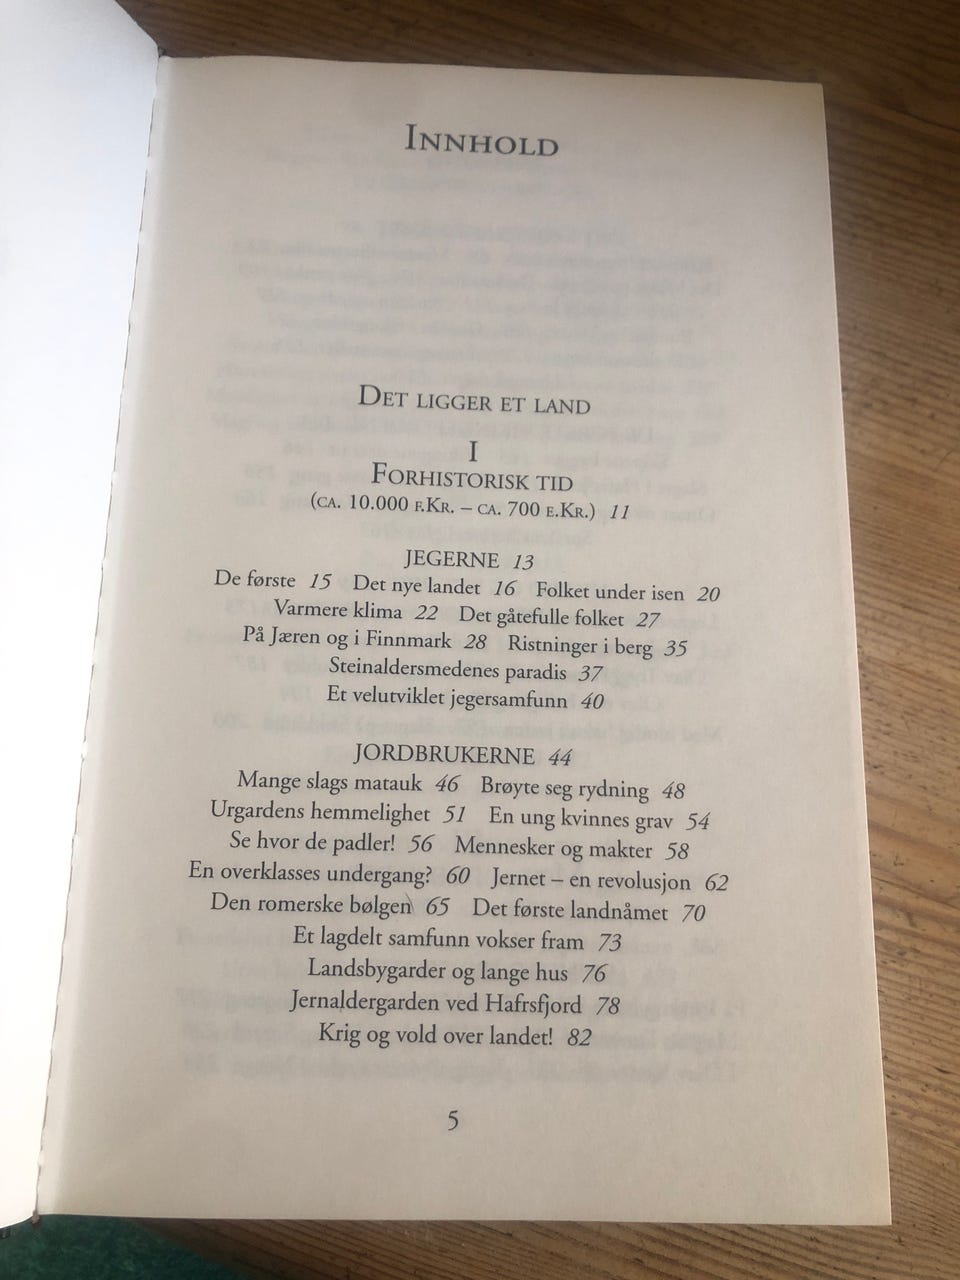 INNHOLD
DET LIGGER ET LAND
I
FORHISTORISK TID
(CA. 10.000 F.KR. – CA. 700 E.KR.) 11
JEGERNE 13
De første 15 Det nye landet 16 Folket under isen 20
Varmere klima 22 Det gåtefulle folket 27
På Jæren og i Finnmark 28 Ristninger i berg 35
Steinaldersmedenes paradis 37
Et velutviklet jegersamfunn 40
JORDBRUKERNE 44
Mange slags matauk 46 Brøyte seg rydning 48
Urgardens hemmelighet 51 En ung kvinnes grav 54
Se hvor de padler! 56 Mennesker og makter 58
En overklasses undergang? 60 Jernet – en revolusjon 62
Den romerske bølgen 65 Det første landnåmet 70
Et lagdelt samfunn vokser fram 73
Landsbygarder og lange hus 76
Jernaldergarden ved Hafrsfjord 78
Krig og vold over landet! 82
5